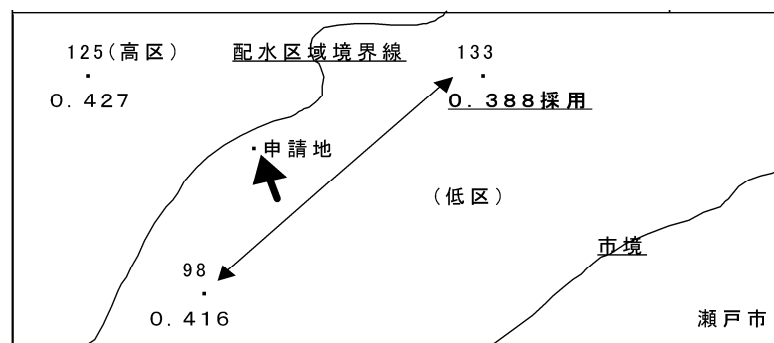 125(高区)
配水区域境界線
133
0.427
0.388採用
申請地
(低区)
市境
98
0.416
瀬戸市